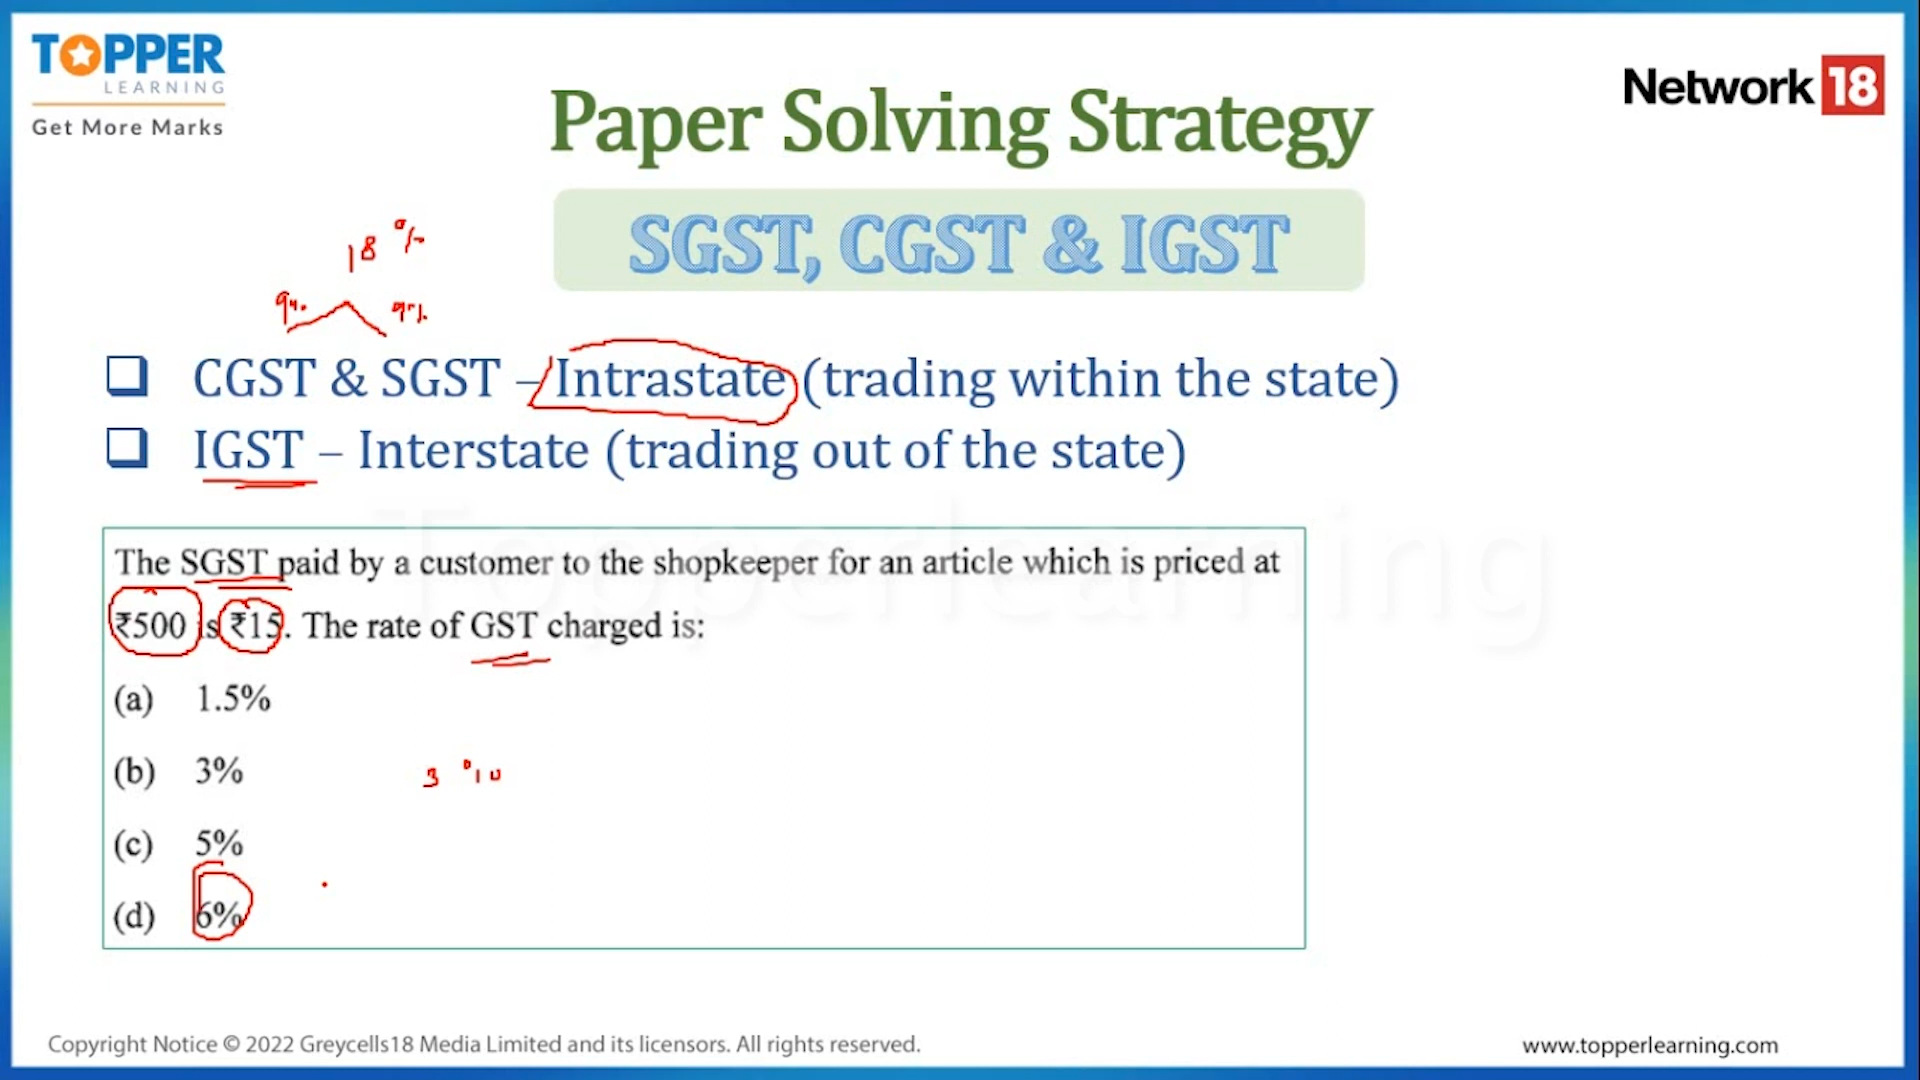 TOPPER
LEARNING
Get More Marks
Network 18
Paper Solving Strategy
SGST, CGST & IGST
18 %
9%. 9%
❑ CGST & SGST – Intrastate (trading within the state)
❑ IGST – Interstate (trading out of the state)
Topperlearning
The SGST paid by a customer to the shopkeeper for an article which is priced at
₹500 is ₹15. The rate of GST charged is:
(a) 1.5%
(b) 3%
3 %
(c) 5%
(d) 6%
Copyright Notice © 2022 Greycells18 Media Limited and its licensors. All rights reserved.
www.topperlearning.com